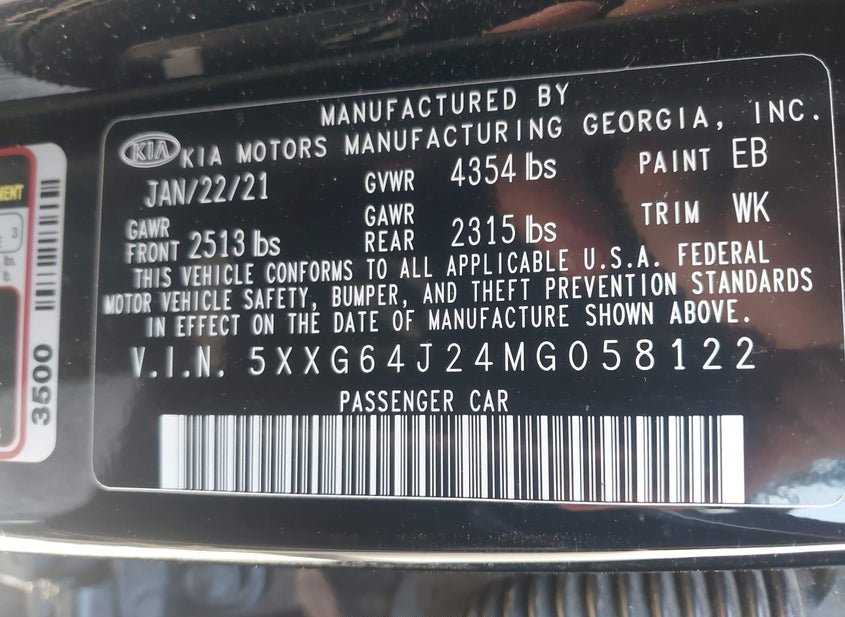 MANUFACTURED BY
KIA KIA MOTORS MANUFACTURING GEORGIA, INC.
JAN/22/21 GVWR 4354 lbs PAINT EB
GAWR FRONT 2513 lbs GAWR REAR 2315 lbs TRIM WK
THIS VEHICLE CONFORMS TO ALL APPLICABLE U.S.A. FEDERAL
MOTOR VEHICLE SAFETY, BUMPER, AND THEFT PREVENTION STANDARDS
IN EFFECT ON THE DATE OF MANUFACTURE SHOWN ABOVE.
V.I.N. 5XXG64J24MG058122
PASSENGER CAR
3500
3
lbs.